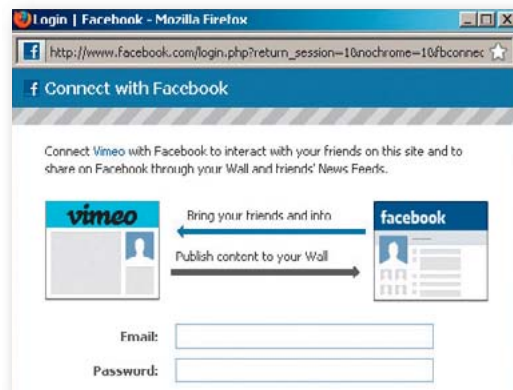 Login | Facebook - Mozilla Firefox
http://www.facebook.com/login.php?return_session=1&nochrome=1&fbconnec
Connect with Facebook
Connect Vimeo with Facebook to interact with your friends on this site and to
share on Facebook through your Wall and friends' News Feeds.
vimeo
Bring your friends and info
facebook
Publish content to your Wall
Email:
Password: